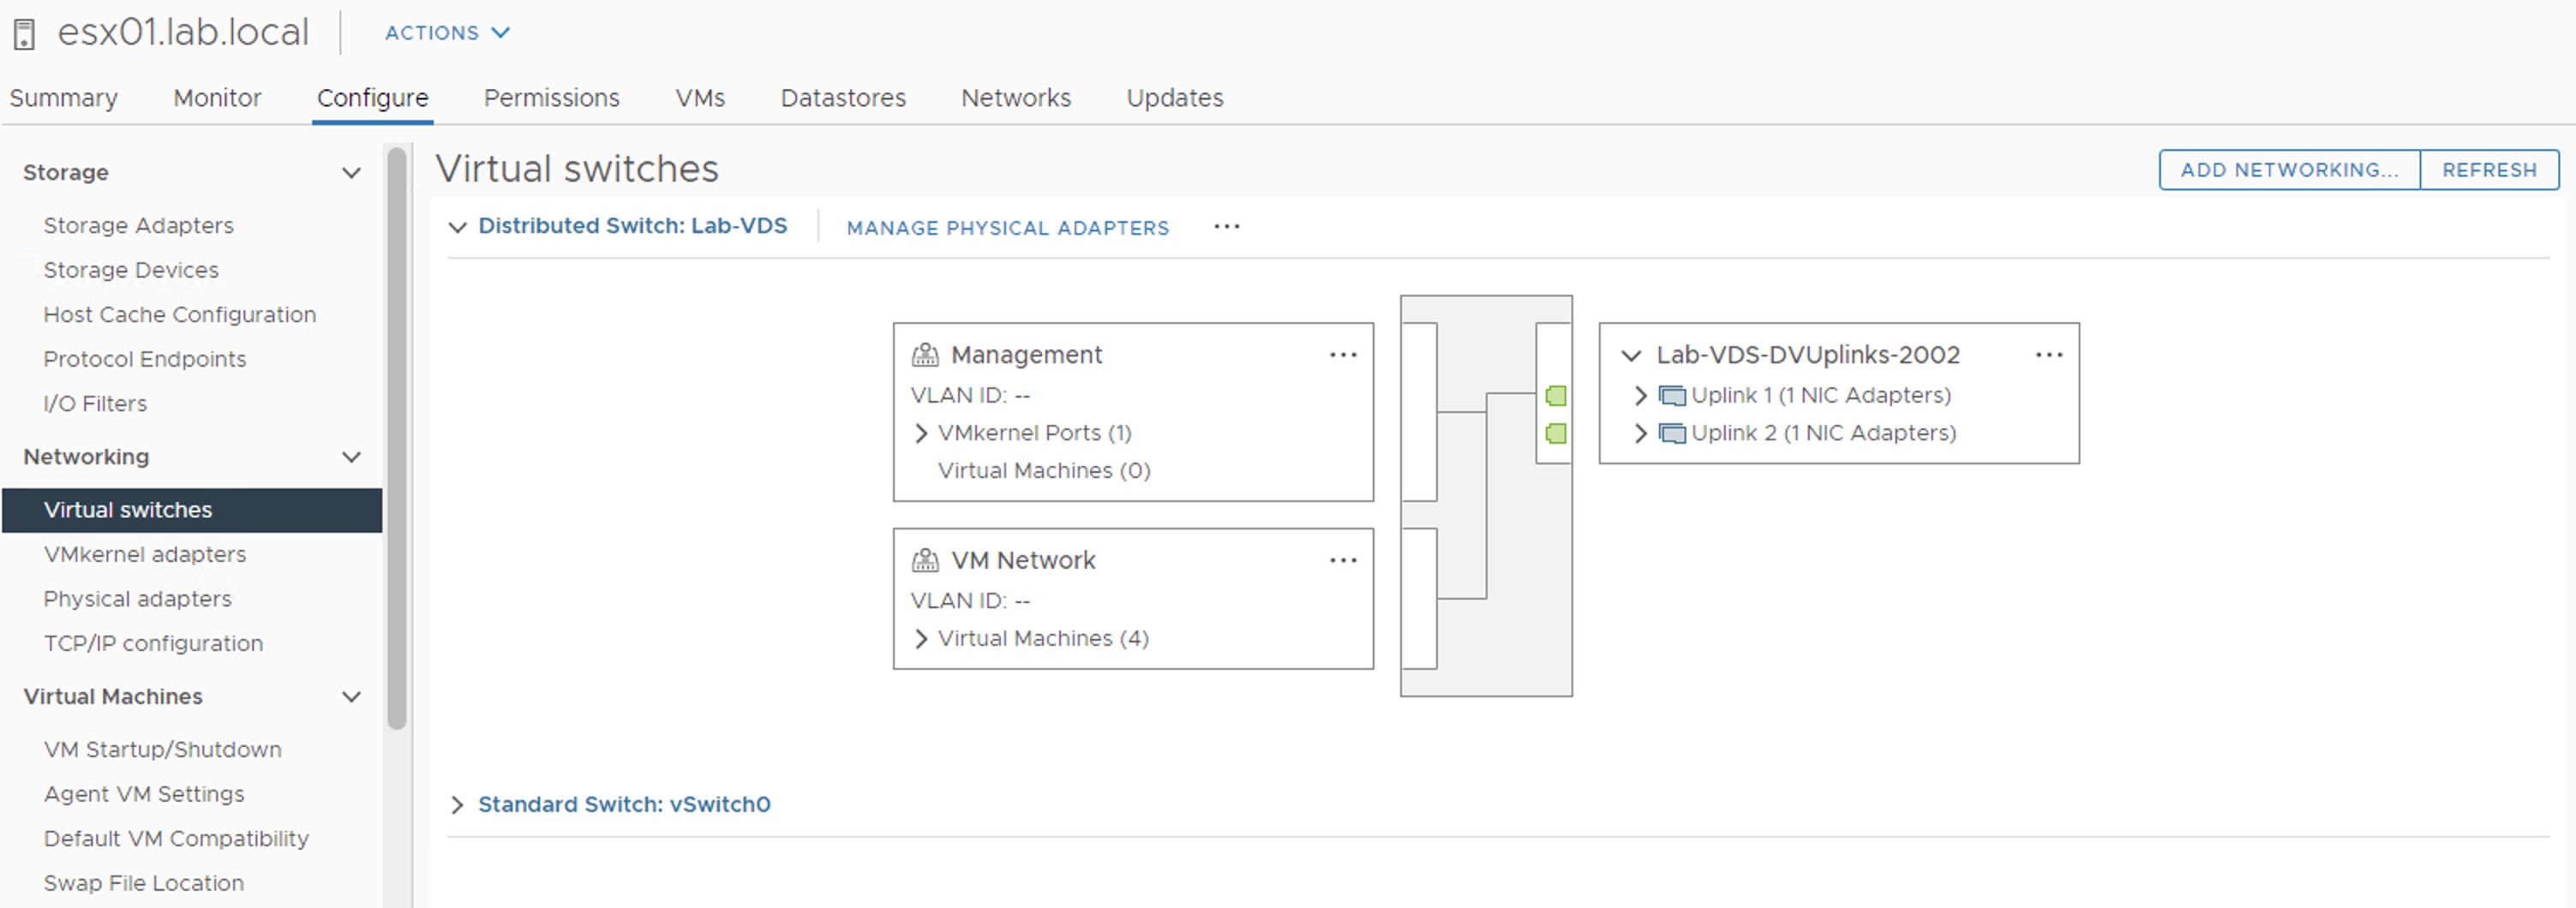 esx01.lab.local
ACTIONS
Summary Monitor Configure Permissions VMs Datastores Networks Updates
Storage
Storage Adapters
Storage Devices
Host Cache Configuration
Protocol Endpoints
I/O Filters
Networking
Virtual switches
VMkernel adapters
Physical adapters
TCP/IP configuration
Virtual Machines
VM Startup/Shutdown
Agent VM Settings
Default VM Compatibility
Swap File Location
Virtual switches
ADD NETWORKING... REFRESH
Distributed Switch: Lab-VDS MANAGE PHYSICAL ADAPTERS ...
Management ...
VLAN ID: --
VMkernel Ports (1)
Virtual Machines (0)
VM Network ...
VLAN ID: --
Virtual Machines (4)
Lab-VDS-DVUplinks-2002 ...
Uplink 1 (1 NIC Adapters)
Uplink 2 (1 NIC Adapters)
Standard Switch: vSwitch0